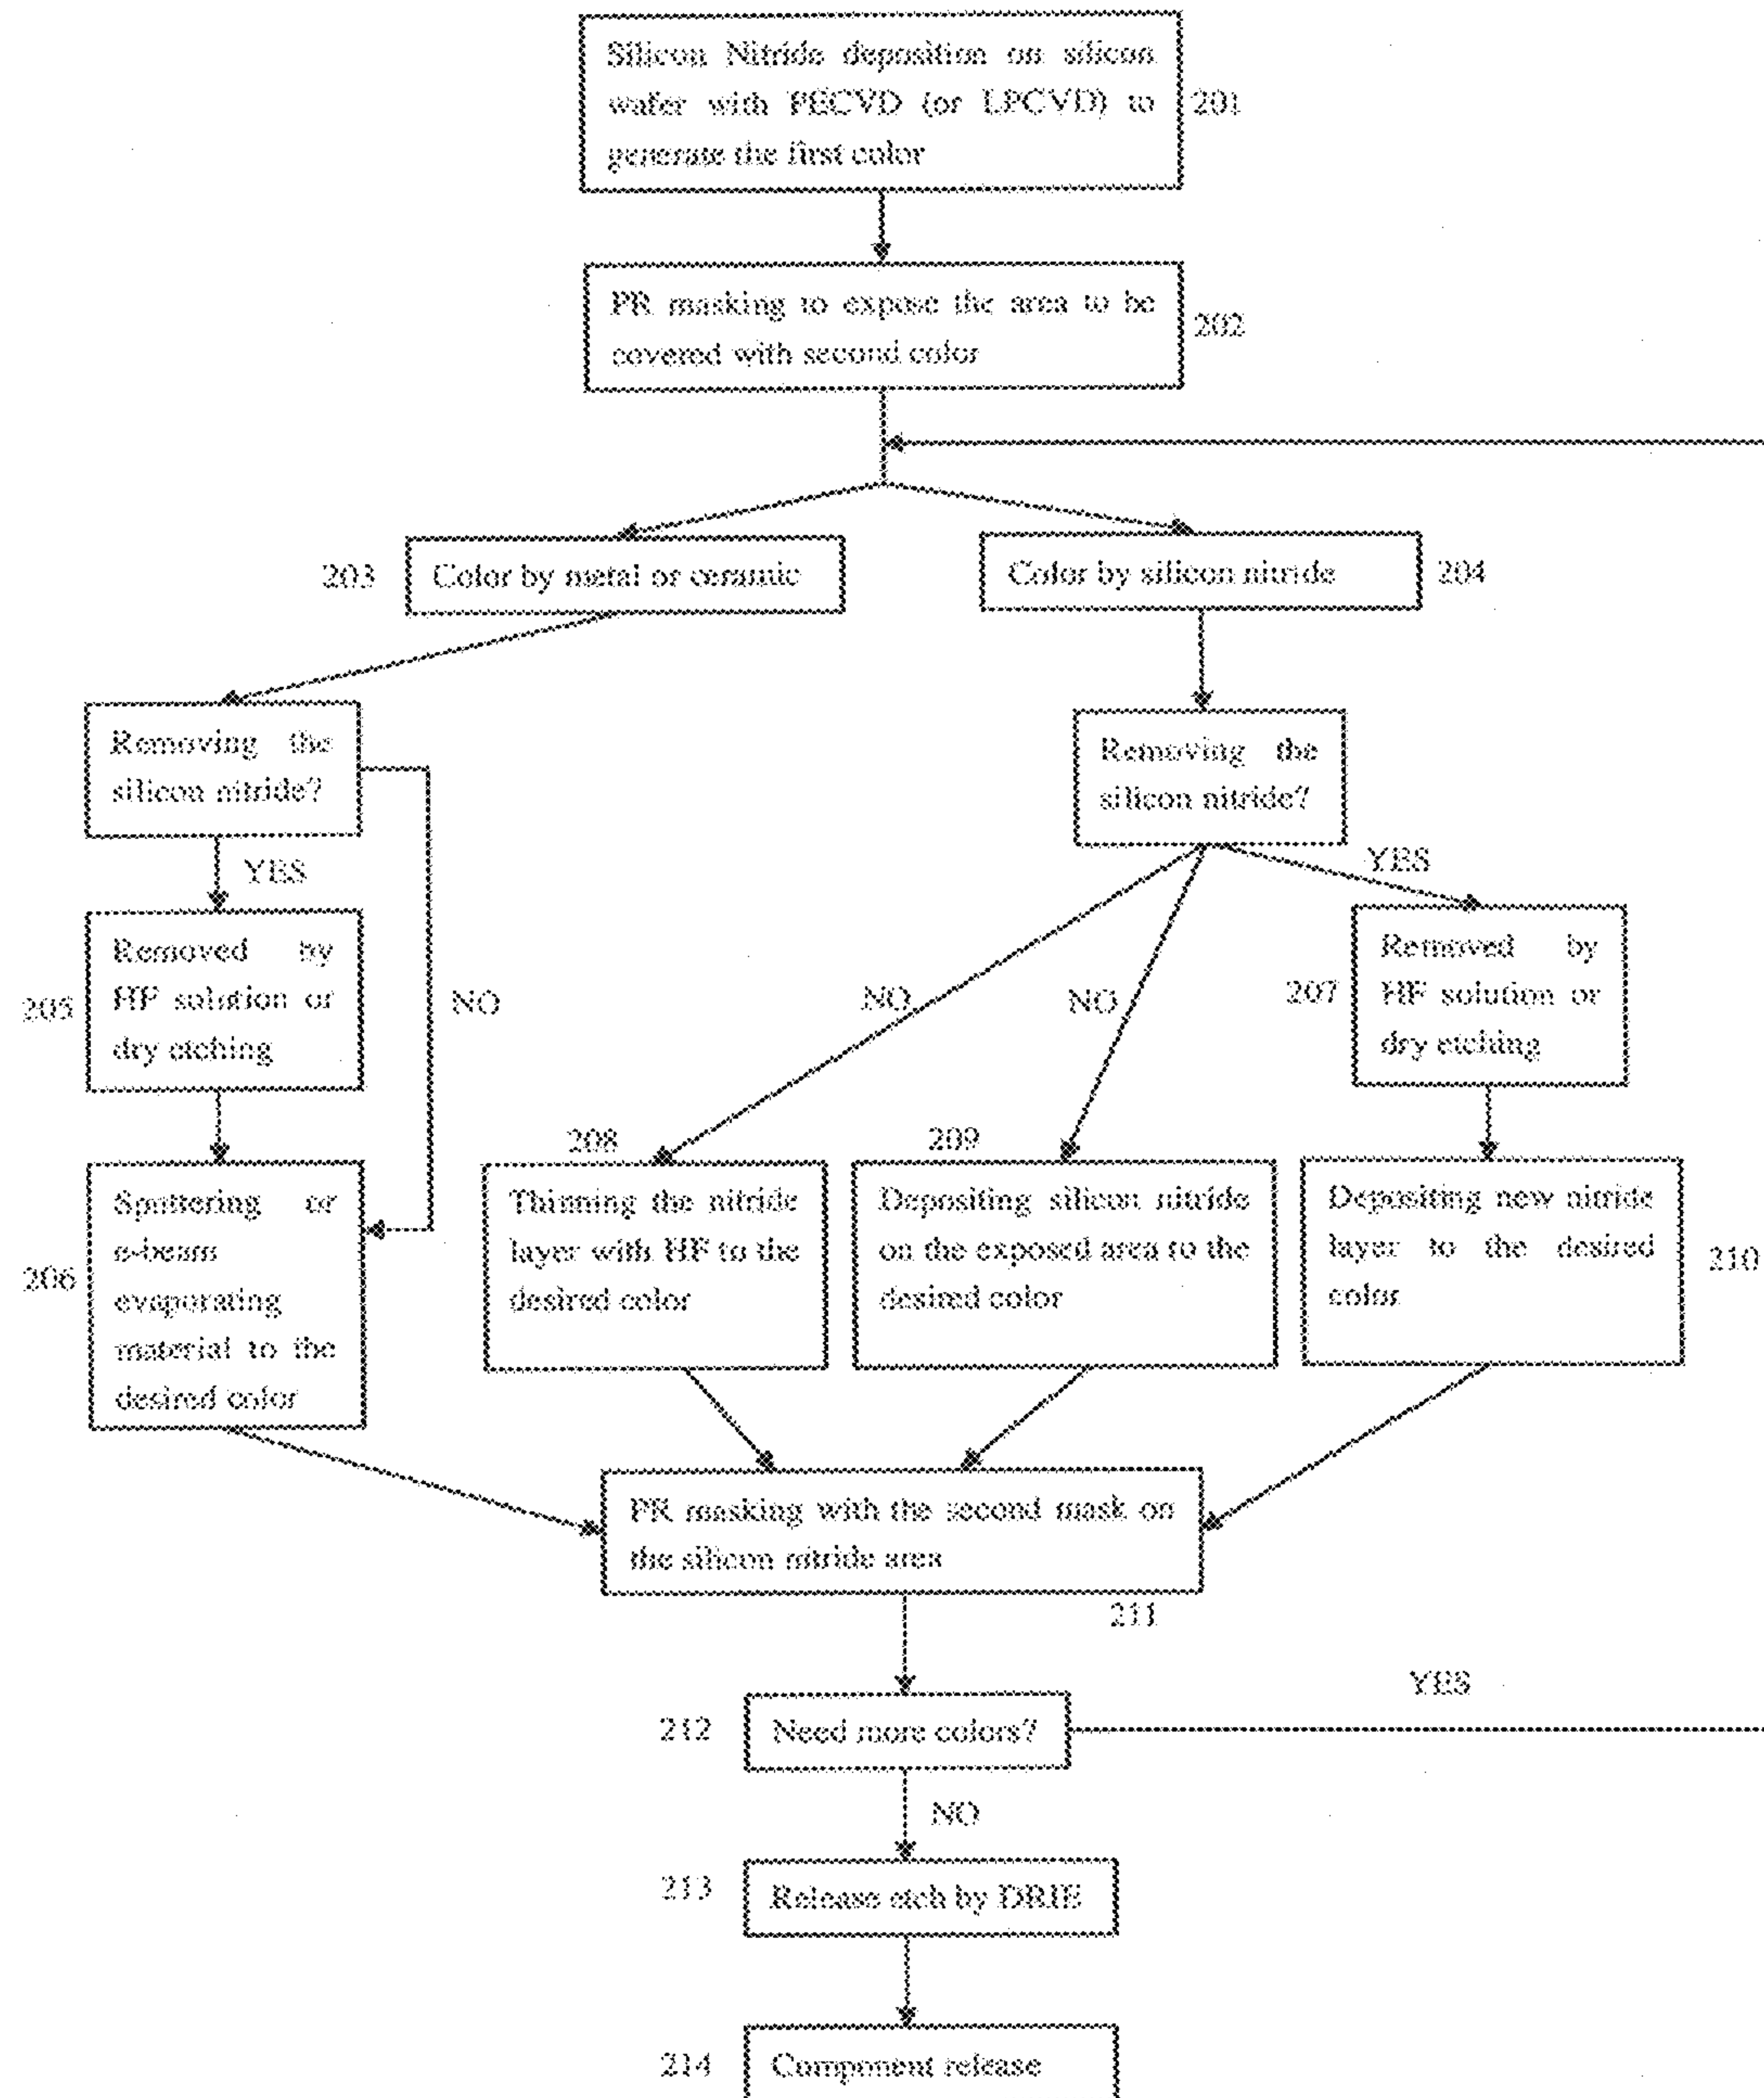 Silicon Nitride deposition on silicon
wafer with PECVD (or LPCVD) to
generate the first color
201
PR masking to expose the area to be
covered with second color
202
203
Color by metal or ceramic
Color by silicon nitride
204
Removing the
silicon nitride?
Removing the
silicon nitride?
YES
YES
205
Removed by
HF solution or
dry etching
NO
NO
NO
207
Removed by
HF solution or
dry etching
206
Sputtering or
e-beam
evaporating
material to the
desired color
208
Thinning the nitride
layer with HF to the
desired color
209
Depositing silicon nitride
on the exposed area to the
desired color
Depositing new nitride
layer to the desired
color
210
PR masking with the second mask on
the silicon nitride area
211
212
Need more colors?
YES
NO
213
Release etch by DRIE
214
Component release